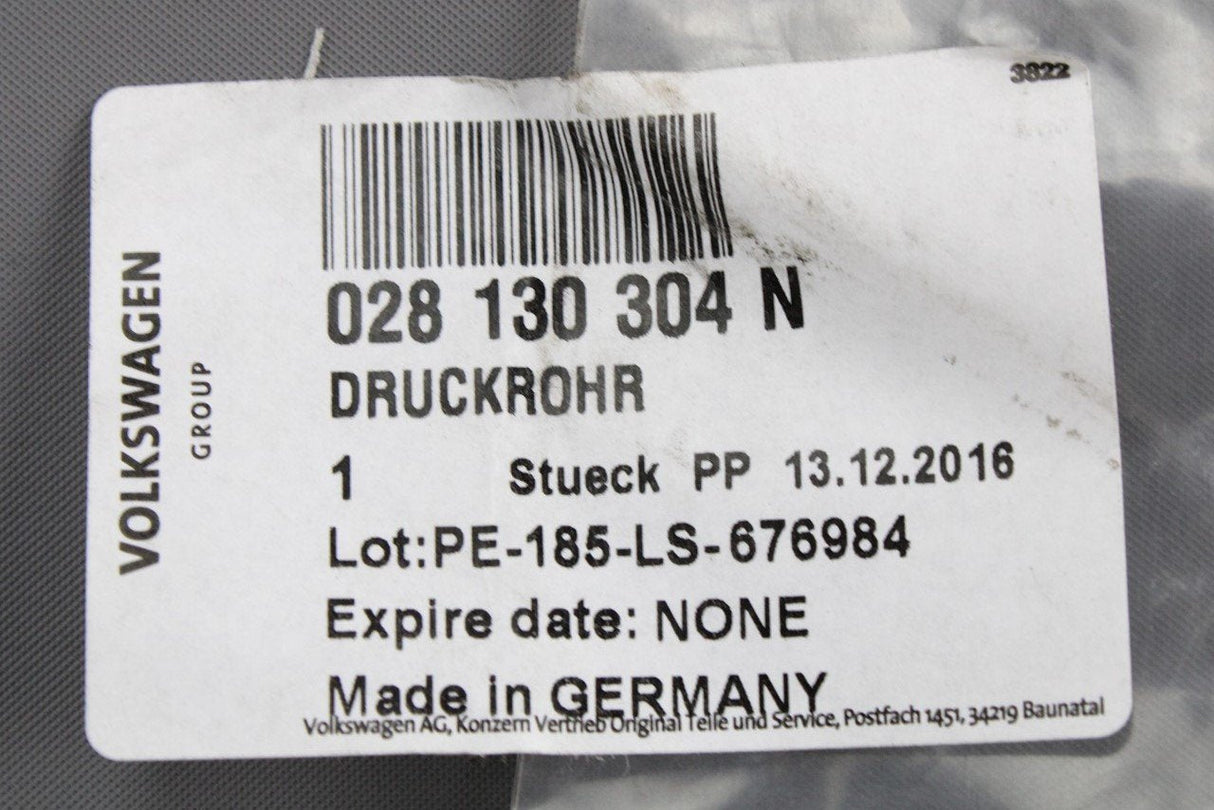 3822
VOLKSWAGEN
GROUP
028 130 304 N
DRUCKROHR
1 Stueck PP 13.12.2016
Lot:PE-185-LS-676984
Expire date: NONE
Made in GERMANY
Volkswagen AG, Konzern Vertrieb Original Teile und Service, Postfach 1451, 34219 Baunatal